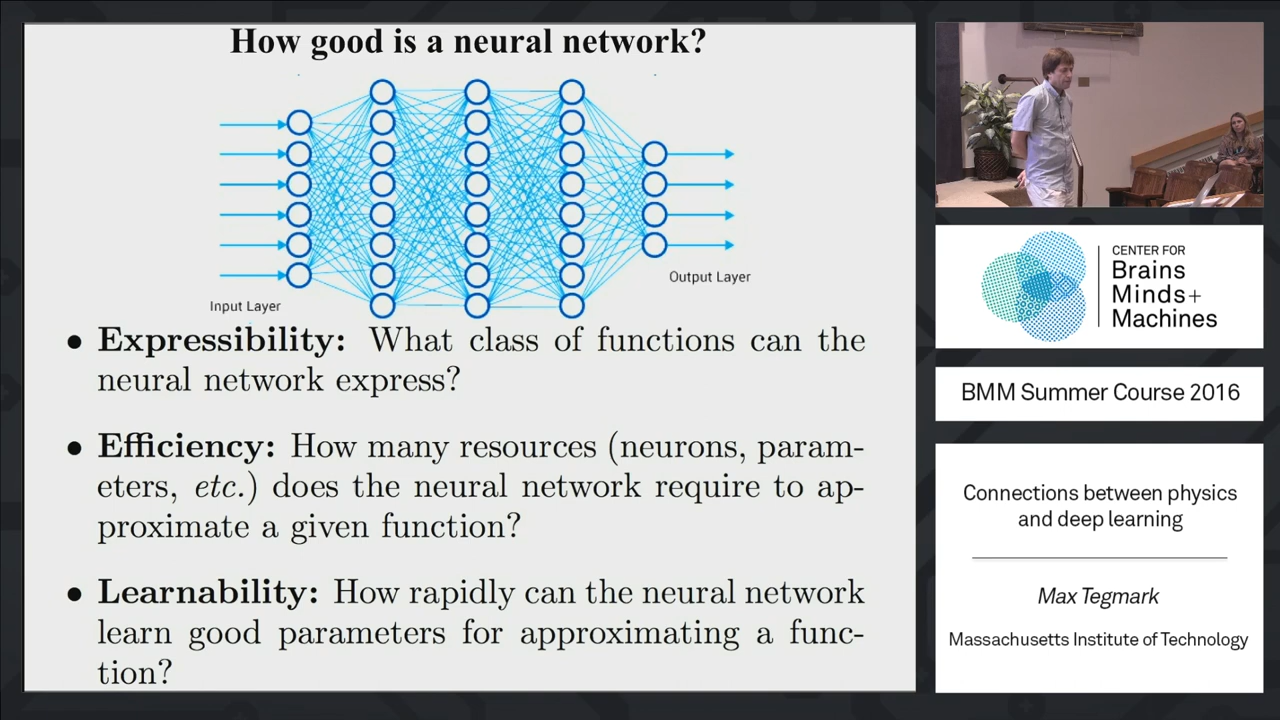 How good is a neural network?
Input Layer
Output Layer
• Expressibility: What class of functions can the
neural network express?
• Efficiency: How many resources (neurons, param-
eters, etc.) does the neural network require to ap-
proximate a given function?
• Learnability: How rapidly can the neural network
learn good parameters for approximating a func-
tion?
CENTER FOR
Brains
Minds+
Machines
BMM Summer Course 2016
Connections between physics
and deep learning
Max Tegmark
Massachusetts Institute of Technology